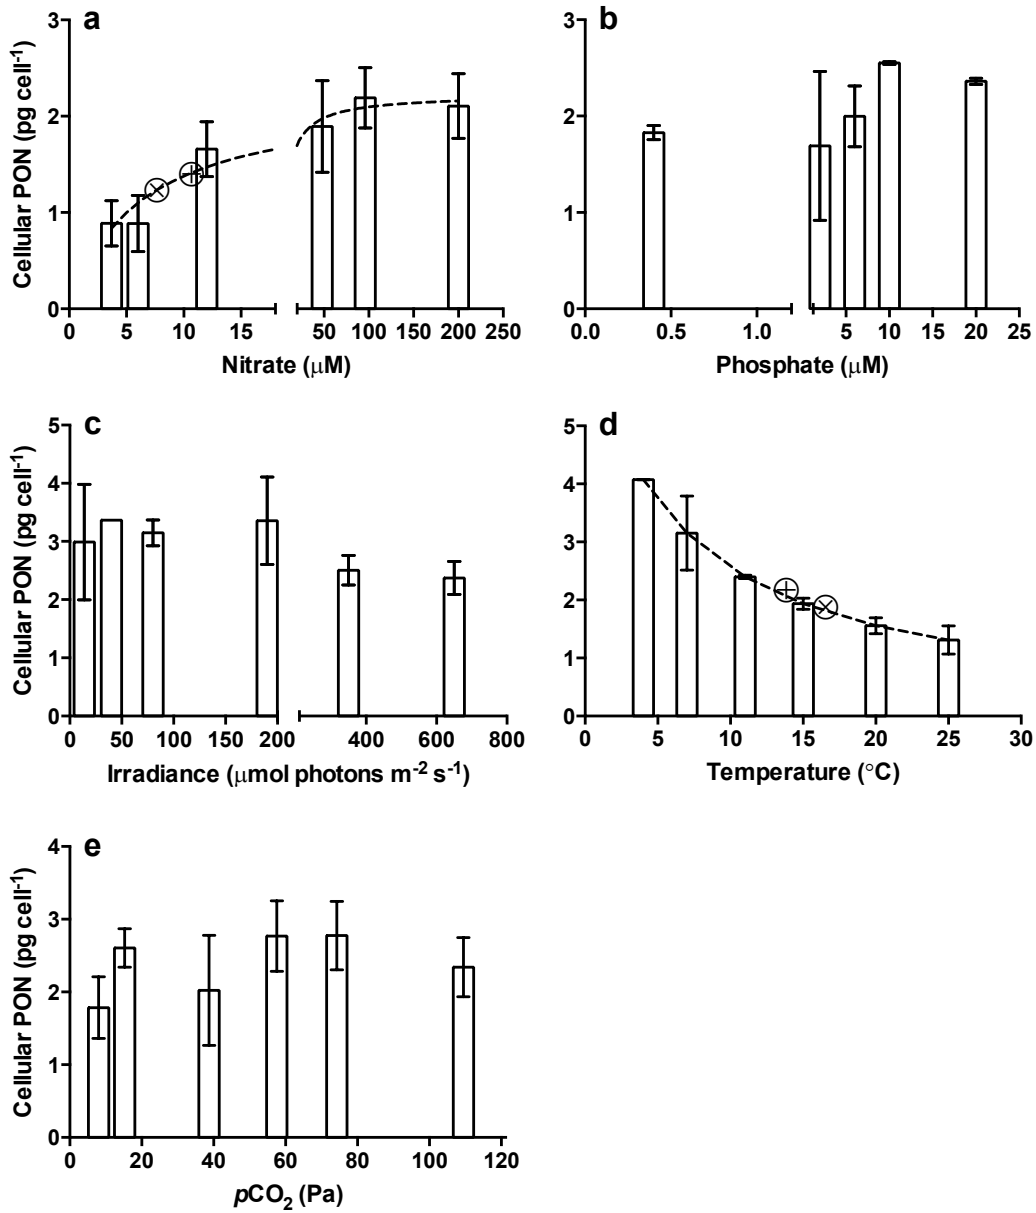 a
Cellular PON (pg cell-1)
3
2
1
0
0 5 10 15 50 100 150 200 250
Nitrate (μM)
b
3
2
1
0
0.0 0.5 1.0 5 10 15 20 25
Phosphate (μM)
c
Cellular PON (pg cell-1)
5
4
3
2
1
0
0 50 100 150 200 400 600 800
Irradiance (μmol photons m-2 s-1)
d
5
4
3
2
1
0
0 5 10 15 20 25 30
Temperature (°C)
e
Cellular PON (pg cell-1)
4
3
2
1
0
0 20 40 60 80 100 120
pCO2 (Pa)